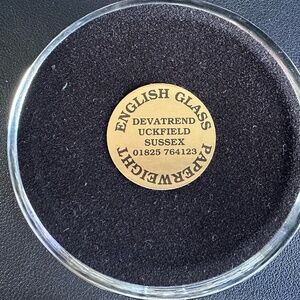 ENGLISH GLASS PAPERWEIGHT
DEVATREND
UCKFIELD
SUSSEX
01825 764123